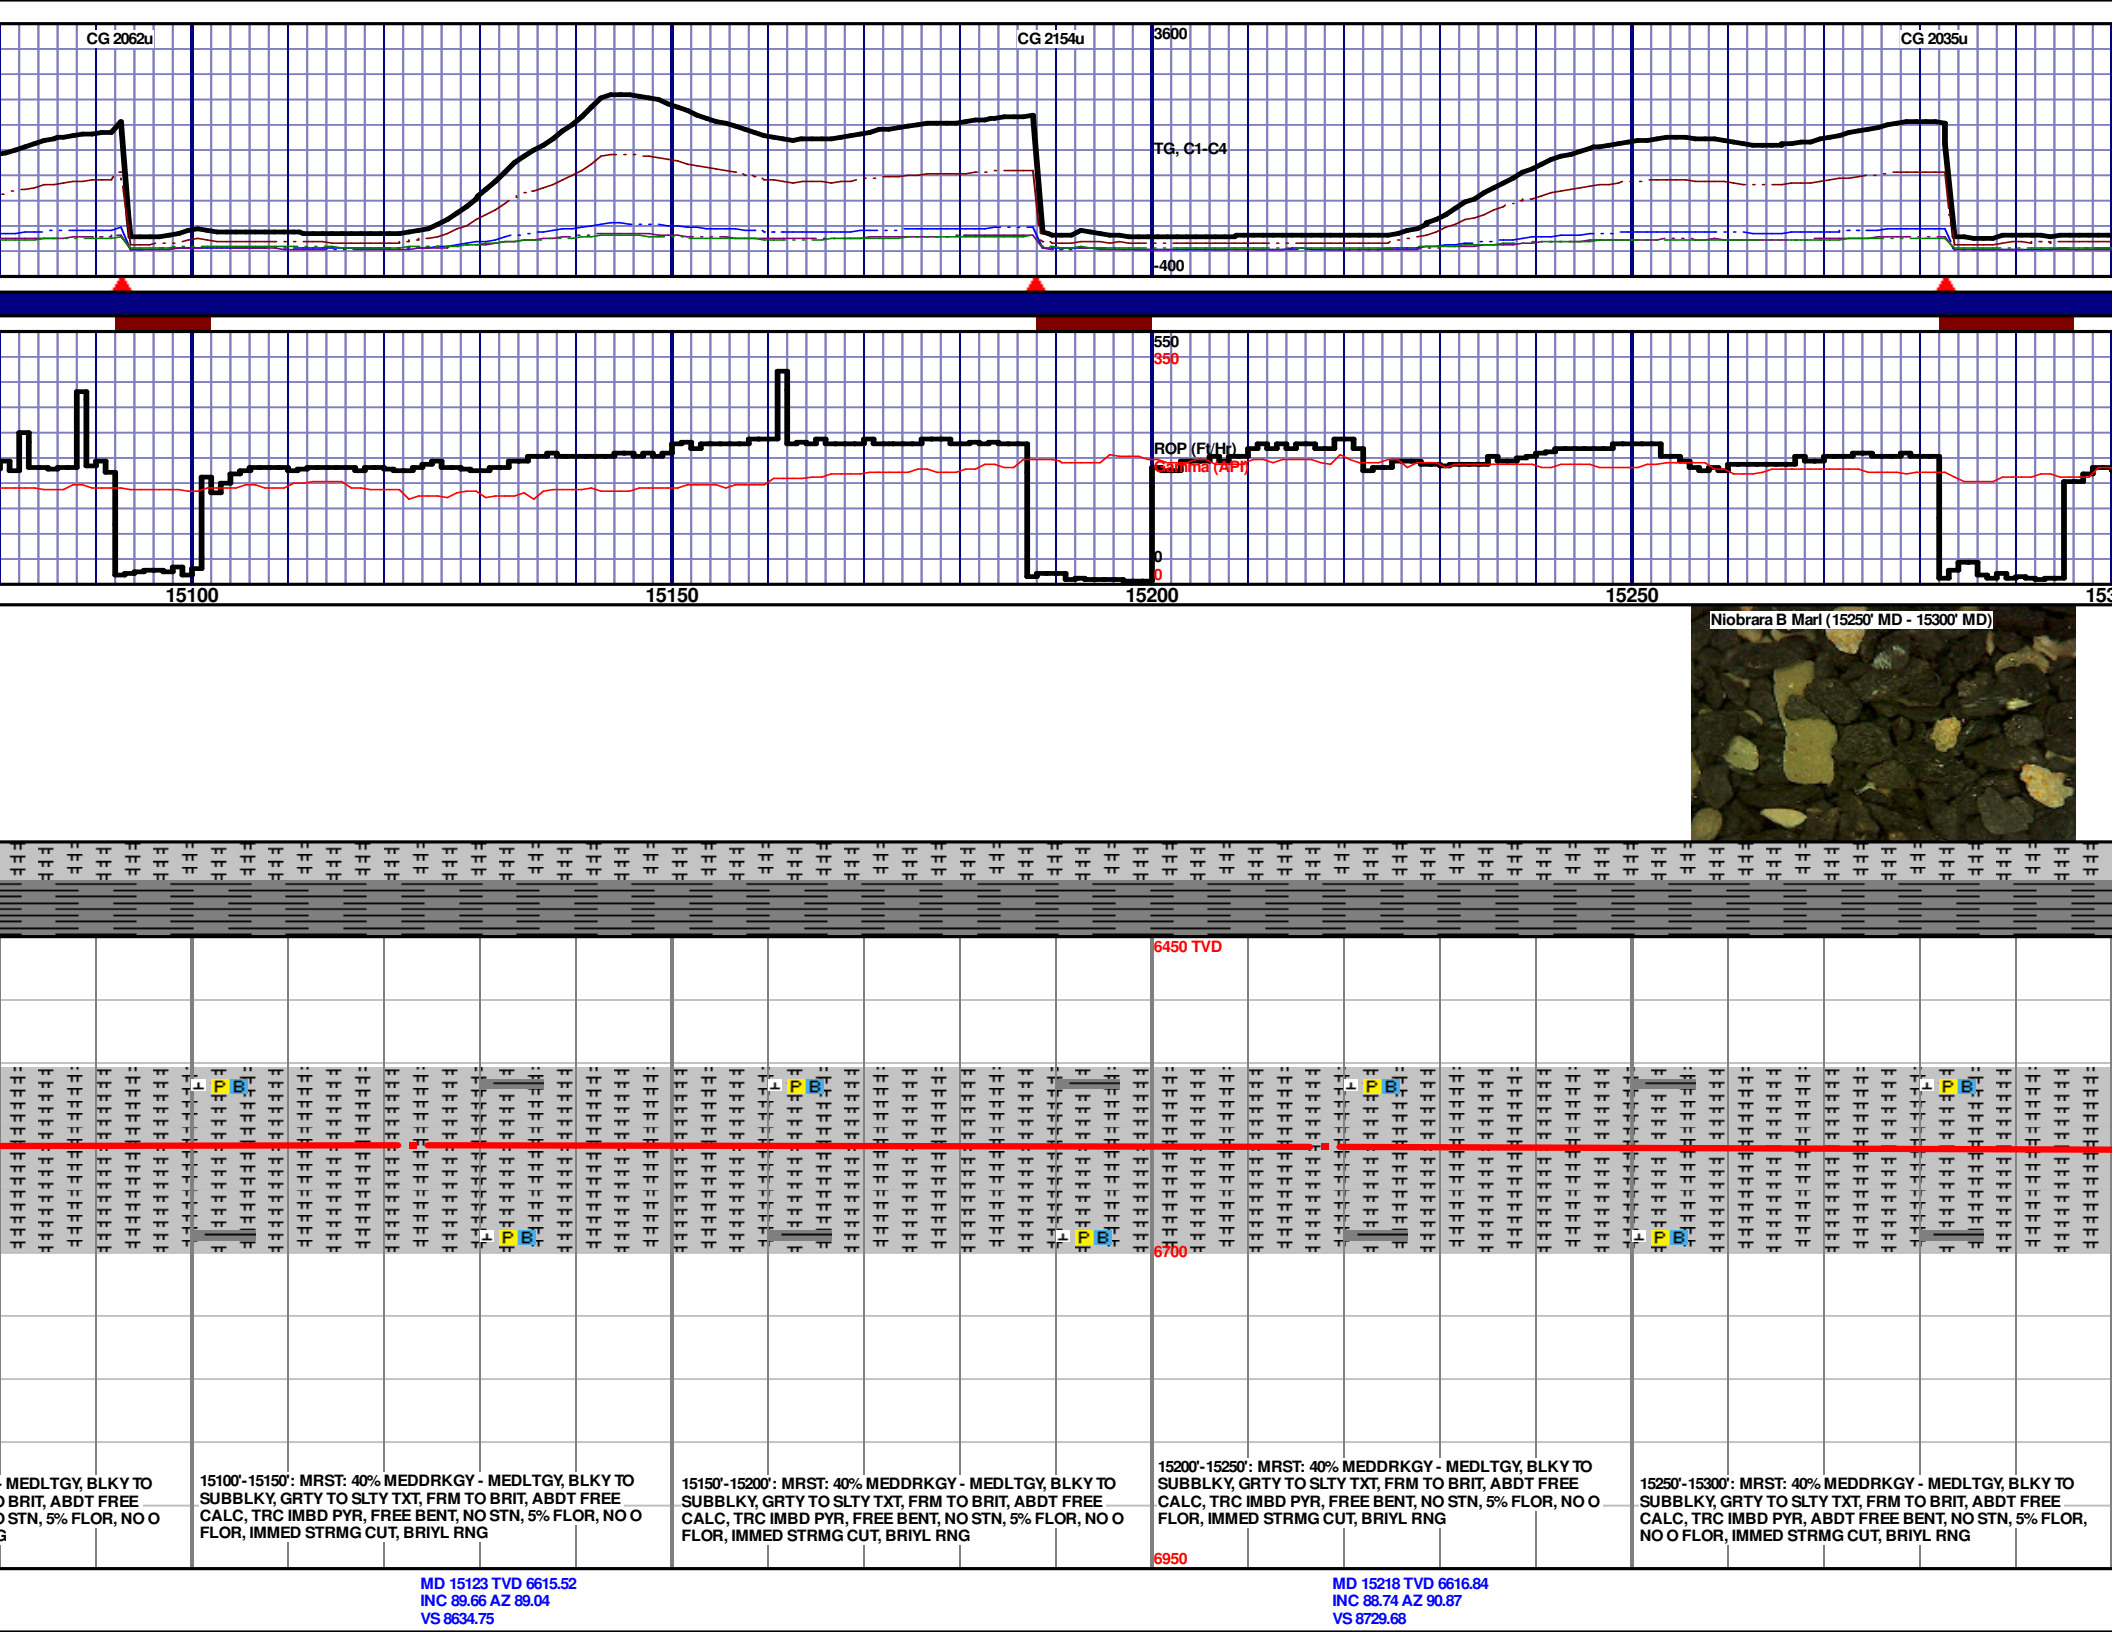 CG 2062u
CG 2154u
3600
CG 2035u
TG, C1-C4
-400
550
350
ROP (Ft/Hr)
Gamma (API)
0
0
15100
15150
15200
15250
153
Niobrara B Marl (15250' MD - 15300' MD)
6450 TVD
P B
P B
P B
P B
P B
P B
P B
6700
- MEDLTGY, BLKY TO
BRIT, ABDT FREE
STN, 5% FLOR, NO O
15100'-15150': MRST: 40% MEDDRKGY - MEDLTGY, BLKY TO
SUBBLKY, GRTY TO SLTY TXT, FRM TO BRIT, ABDT FREE
CALC, TRC IMBD PYR, FREE BENT, NO STN, 5% FLOR, NO O
FLOR, IMMED STRMG CUT, BRIYL RNG
15150'-15200': MRST: 40% MEDDRKGY - MEDLTGY, BLKY TO
SUBBLKY, GRTY TO SLTY TXT, FRM TO BRIT, ABDT FREE
CALC, TRC IMBD PYR, FREE BENT, NO STN, 5% FLOR, NO O
FLOR, IMMED STRMG CUT, BRIYL RNG
15200'-15250': MRST: 40% MEDDRKGY - MEDLTGY, BLKY TO
SUBBLKY, GRTY TO SLTY TXT, FRM TO BRIT, ABDT FREE
CALC, TRC IMBD PYR, FREE BENT, NO STN, 5% FLOR, NO O
FLOR, IMMED STRMG CUT, BRIYL RNG
15250'-15300': MRST: 40% MEDDRKGY - MEDLTGY, BLKY TO
SUBBLKY, GRTY TO SLTY TXT, FRM TO BRIT, ABDT FREE
CALC, TRC IMBD PYR, ABDT FREE BENT, NO STN, 5% FLOR,
NO O FLOR, IMMED STRMG CUT, BRIYL RNG
6950
MD 15123 TVD 6615.52
INC 89.66 AZ 89.04
VS 8634.75
MD 15218 TVD 6616.84
INC 88.74 AZ 90.87
VS 8729.68